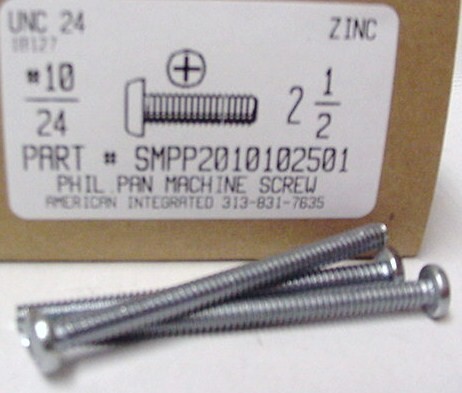 UNC 24 ZINC
18127
#10 2 1/2
24
PART # SMPP2010102501
PHIL.PAN MACHINE SCREW
AMERICAN INTEGRATED 313-831-7635